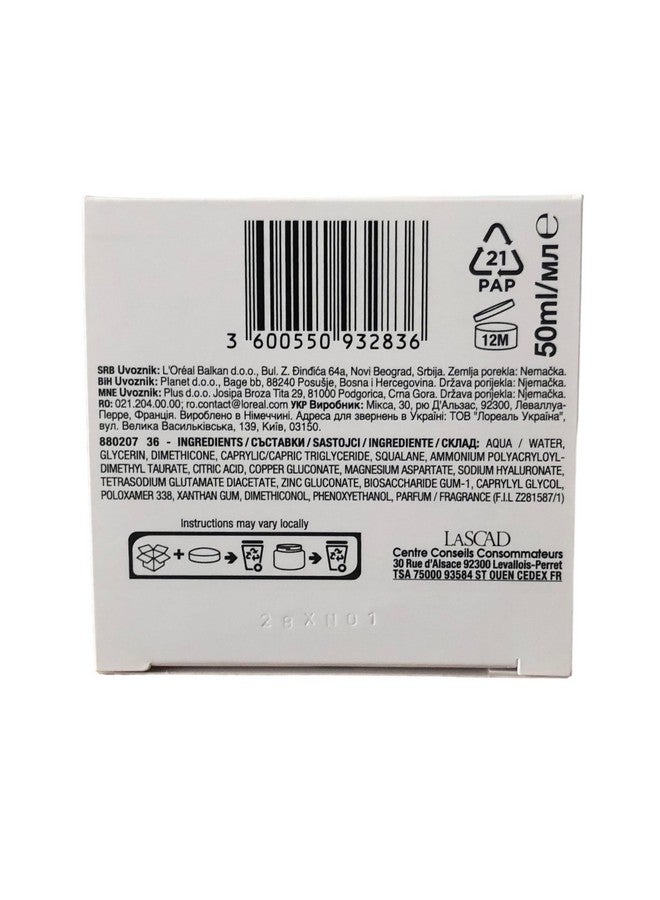 3 600550 932836
21
PAP
12M
50ml/мл e
SRB Uvoznik: L'Oréal Balkan d.o.o., Bul. Z. Đinđića 64a, Novi Beograd, Srbija. Zemlja porekla: Nemačka.
BiH Uvoznik: Planet d.o.o., Bage bb, 88240 Posušje, Bosna i Hercegovina. Država porijekla: Njemačka.
MNE Uvoznik: Plus d.o.o. Josipa Broza Tita 29, 81000 Podgorica, Crna Gora. Država porijekla: Njemačka.
RO: 021.204.00.00; ro.contact@loreal.com УКР Виробник: Мікса, 30, рю Д'Альзас, 92300, Леваллуа-
Перре, Франція. Вироблено в Німеччині. Адреса для звернень в Україні: ТОВ "Лореаль Україна",
вул. Велика Васильківська, 139, Київ, 03150.
880207 36 - INGREDIENTS / СЪСТАВКИ / SASTOJCI / INGREDIENTE / СКЛАД: AQUA / WATER,
GLYCERIN, DIMETHICONE, CAPRYLIC/CAPRIC TRIGLYCERIDE, SQUALANE, AMMONIUM POLYACRYLOYL-
DIMETHYL TAURATE, CITRIC ACID, COPPER GLUCONATE, MAGNESIUM ASPARTATE, SODIUM HYALURONATE,
TETRASODIUM GLUTAMATE DIACETATE, ZINC GLUCONATE, BIOSACCHARIDE GUM-1, CAPRYLYL GLYCOL,
POLOXAMER 338, XANTHAN GUM, DIMETHICONOL, PHENOXYETHANOL, PARFUM / FRAGRANCE (F.I.L Z281587/1)
Instructions may vary locally
LASCAD
Centre Conseils Consommateurs
30 Rue d'Alsace 92300 Levallois-Perret
TSA 75000 93584 ST OUEN CEDEX FR
28XN01